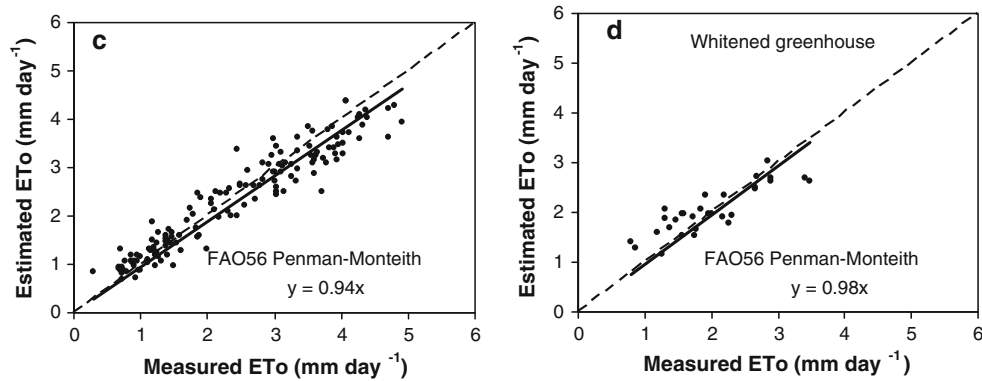 c
Estimated ETo (mm day -1)
6
5
4
3
2
1
0
FAO56 Penman-Monteith
y = 0.94x
0 1 2 3 4 5 6
Measured ETo (mm day -1)
d
Whitened greenhouse
Estimated ETo (mm day -1)
6
5
4
3
2
1
0
FAO56 Penman-Monteith
y = 0.98x
0 1 2 3 4 5 6
Measured ETo (mm day -1)